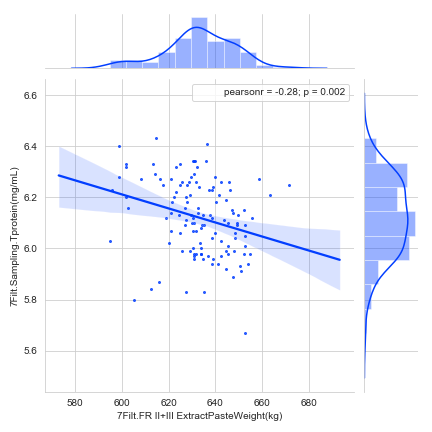 pearsonr = -0.28; p = 0.002
6.6
6.4
6.2
6.0
5.8
5.6
7Filt.Sampling.Tprotein(mg/mL)
580 600 620 640 660 680
7Filt.FR II+III ExtractPasteWeight(kg)